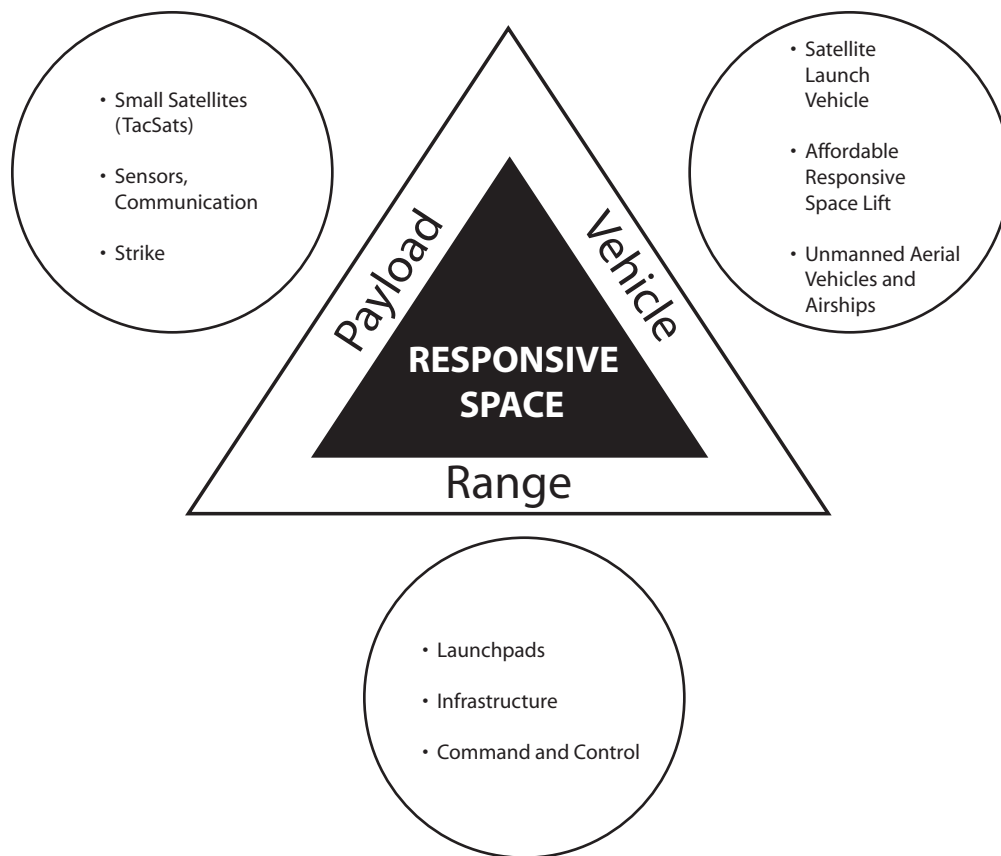 • Small Satellites
(TacSats)
• Sensors,
Communication
• Strike
• Satellite
Launch
Vehicle
• Affordable
Responsive
Space Lift
• Unmanned Aerial
Vehicles and
Airships
Payload
Vehicle
RESPONSIVE
SPACE
Range
• Launchpads
• Infrastructure
• Command and Control